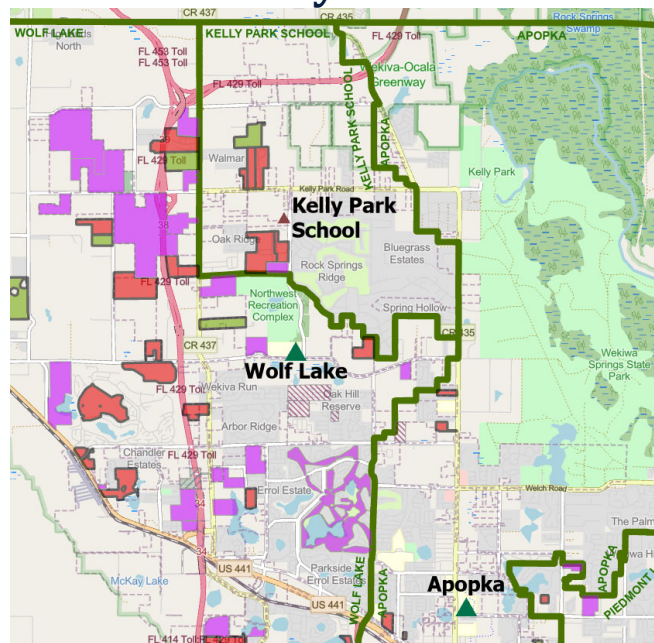 CR 437
CR 435
WOLF LAKE
North
KELLY PARK SCHOOL
FL 429 Toll
APOPKA
Rock Springs
Swamp
FL 453 Toll
FL 453 Toll
Wekiva-Ocala
Greenway
FL 429 Toll
KELLY PARK SCHOOL
APOPKA
Walmar
FL 429 Toll
Kelly Park
Kelly Park Road
Kelly Park
School
38
Oak Ridge
Bluegrass
Estates
Rock Springs
Ridge
FL 429 Toll
Northwest
Recreation
Complex
Spring Hollow
CR 435
CR 437
Wolf Lake
Wekiwa
Springs State
Park
FL 429 Toll
Wekiva Run
Oak Hill
Reserve
Arbor Ridge
Chandler
Estates
FL 429 Toll
Errol Estate
Welch Road
34
The Palm
34
US 441
Parkside
Errol Estates
McKay Lake
US 441
WOLF LAKE
APOPKA
Apopka
APOPKA
PIEDMONT L
FL 414 Toll